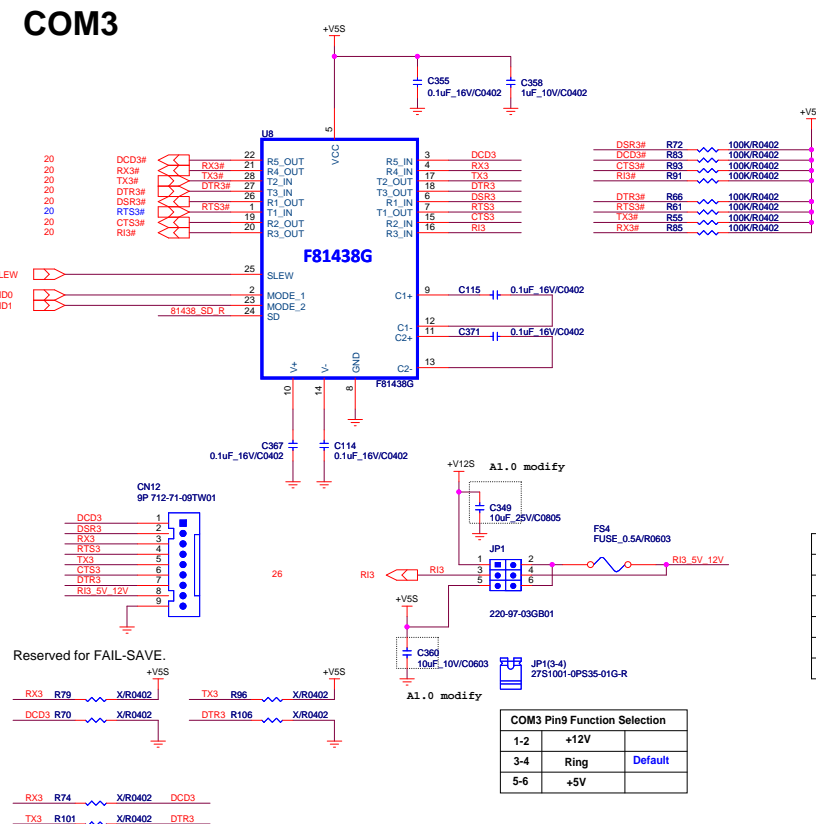 COM3
+V5S
C355
0.1uF_16V/C0402
C358
1uF_10V/C0402
U8
5
VCC
20 DCD3# 22 R5_OUT
20 RX3# RX3# 21 R4_OUT
20 TX3# TX3# 28 T2_IN
20 DTR3# DTR3# 27 T3_IN
20 DSR3# 26 R1_OUT
20 RTS3# RTS3# 1 T1_IN
20 CTS3# 19 R2_OUT
20 RI3# 20 R3_OUT
R5_IN 3 DCD3
R4_IN 4 RX3
T2_OUT 17 TX3
T3_OUT 18 DTR3
R1_IN 6 DSR3
T1_OUT 7 RTS3
R2_IN 15 CTS3
R3_IN 16 RI3
+V5
DSR3# R72 100K/R0402
DCD3# R83 100K/R0402
CTS3# R93 100K/R0402
RI3# R91 100K/R0402
DTR3# R66 100K/R0402
RTS3# R61 100K/R0402
TX3# R55 100K/R0402
RX3# R85 100K/R0402
F81438G
LEW 25 SLEW
D0 2 MODE_1
D1 23 MODE_2
81438_SD_R 24 SD
C1+ 9 C115 0.1uF_16V/C0402
C1- 12
C2+ 11 C371 0.1uF_16V/C0402
C2- 13
V+ V- GND
10 14 8
F81438G
C367
0.1uF_16V/C0402
C114
0.1uF_16V/C0402
CN12
9P 712-71-09TW01
DCD3 1
DSR3 2
RX3 3
RTS3 4
TX3 5
CTS3 6
DTR3 7
RI3_5V_12V 8
9
26
+V12S
A1.0 modify
C349
10uF_25V/C0805
FS4
FUSE_0.5A/R0603
JP1
1 2
RI3 RI3 3 4
5 6
RI3_5V_12V
220-97-03GB01
+V5S
C360
10uF_10V/C0603
A1.0 modify
JP1(3-4)
27S1001-0PS35-01G-R
Reserved for FAIL-SAVE.
+V5S
+V5S
RX3 R79 X/R0402
TX3 R96 X/R0402
DCD3 R70 X/R0402
DTR3 R106 X/R0402
COM3 Pin9 Function Selection
1-2 +12V
3-4 Ring Default
5-6 +5V
RX3 R74 X/R0402 DCD3
TX3 R101 X/R0402 DTR3